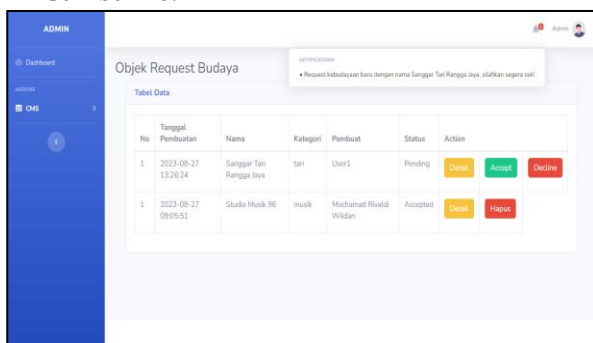 ADMIN
Admin
Dashboard
ADDONS
CMS
Objek Request Budaya
NOTIFICATIONS
• Request kebudayaan baru dengan nama Sanggar Tari Rangga Jaya, silahkan segera cek!
Tabel Data
No Tanggal Pembuatan Nama Kategori Pembuat Status Action
1 2023-08-27 13:26:24 Sanggar Tari Rangga Jaya tari User1 Pending Detail Accept Decline
1 2023-08-27 09:05:51 Studio Musik 96 musik Mochamad Rivaldi Wildan Accepted Detail Hapus